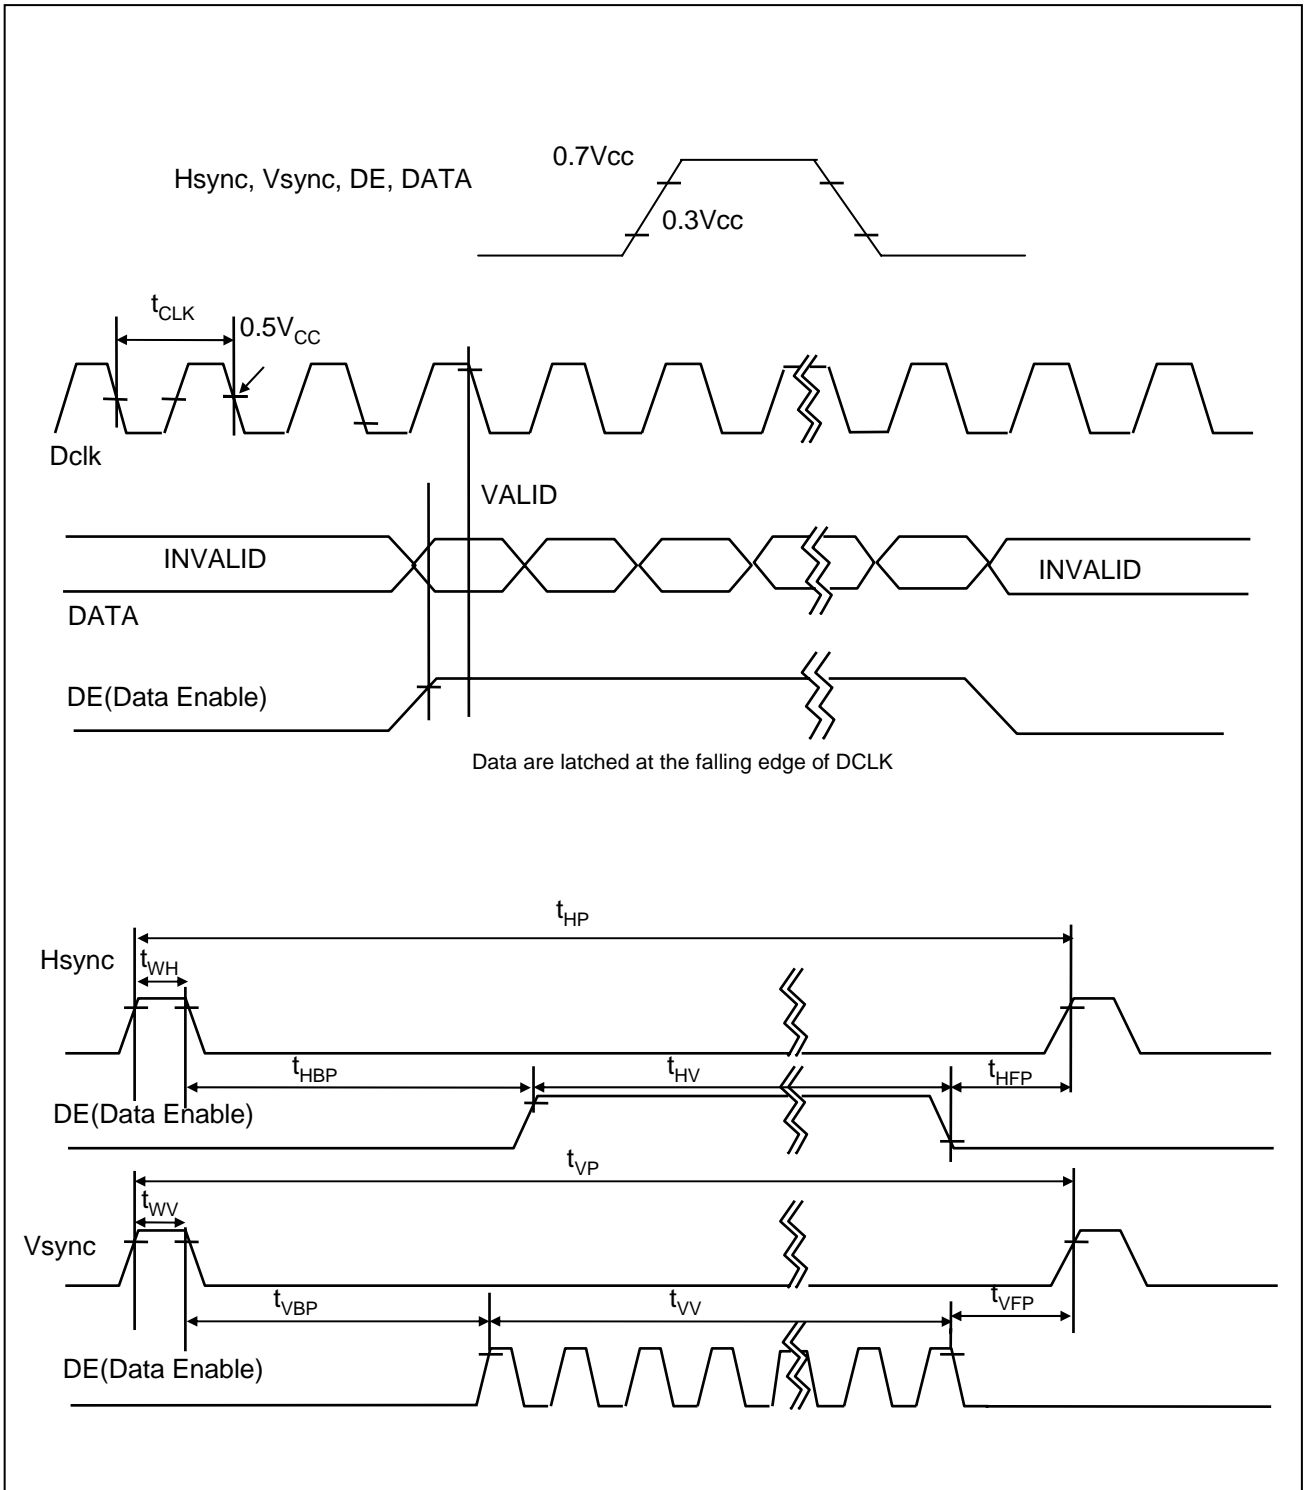 0.7Vcc
Hsync, Vsync, DE, DATA
0.3Vcc
tCLK
0.5VCC
Dclk
VALID
INVALID
INVALID
DATA
DE(Data Enable)
Data are latched at the falling edge of DCLK
tHP
Hsync
tWH
tHBP
tHV
tHFP
DE(Data Enable)
tVP
tWV
Vsync
tVBP
tVV
tVFP
DE(Data Enable)